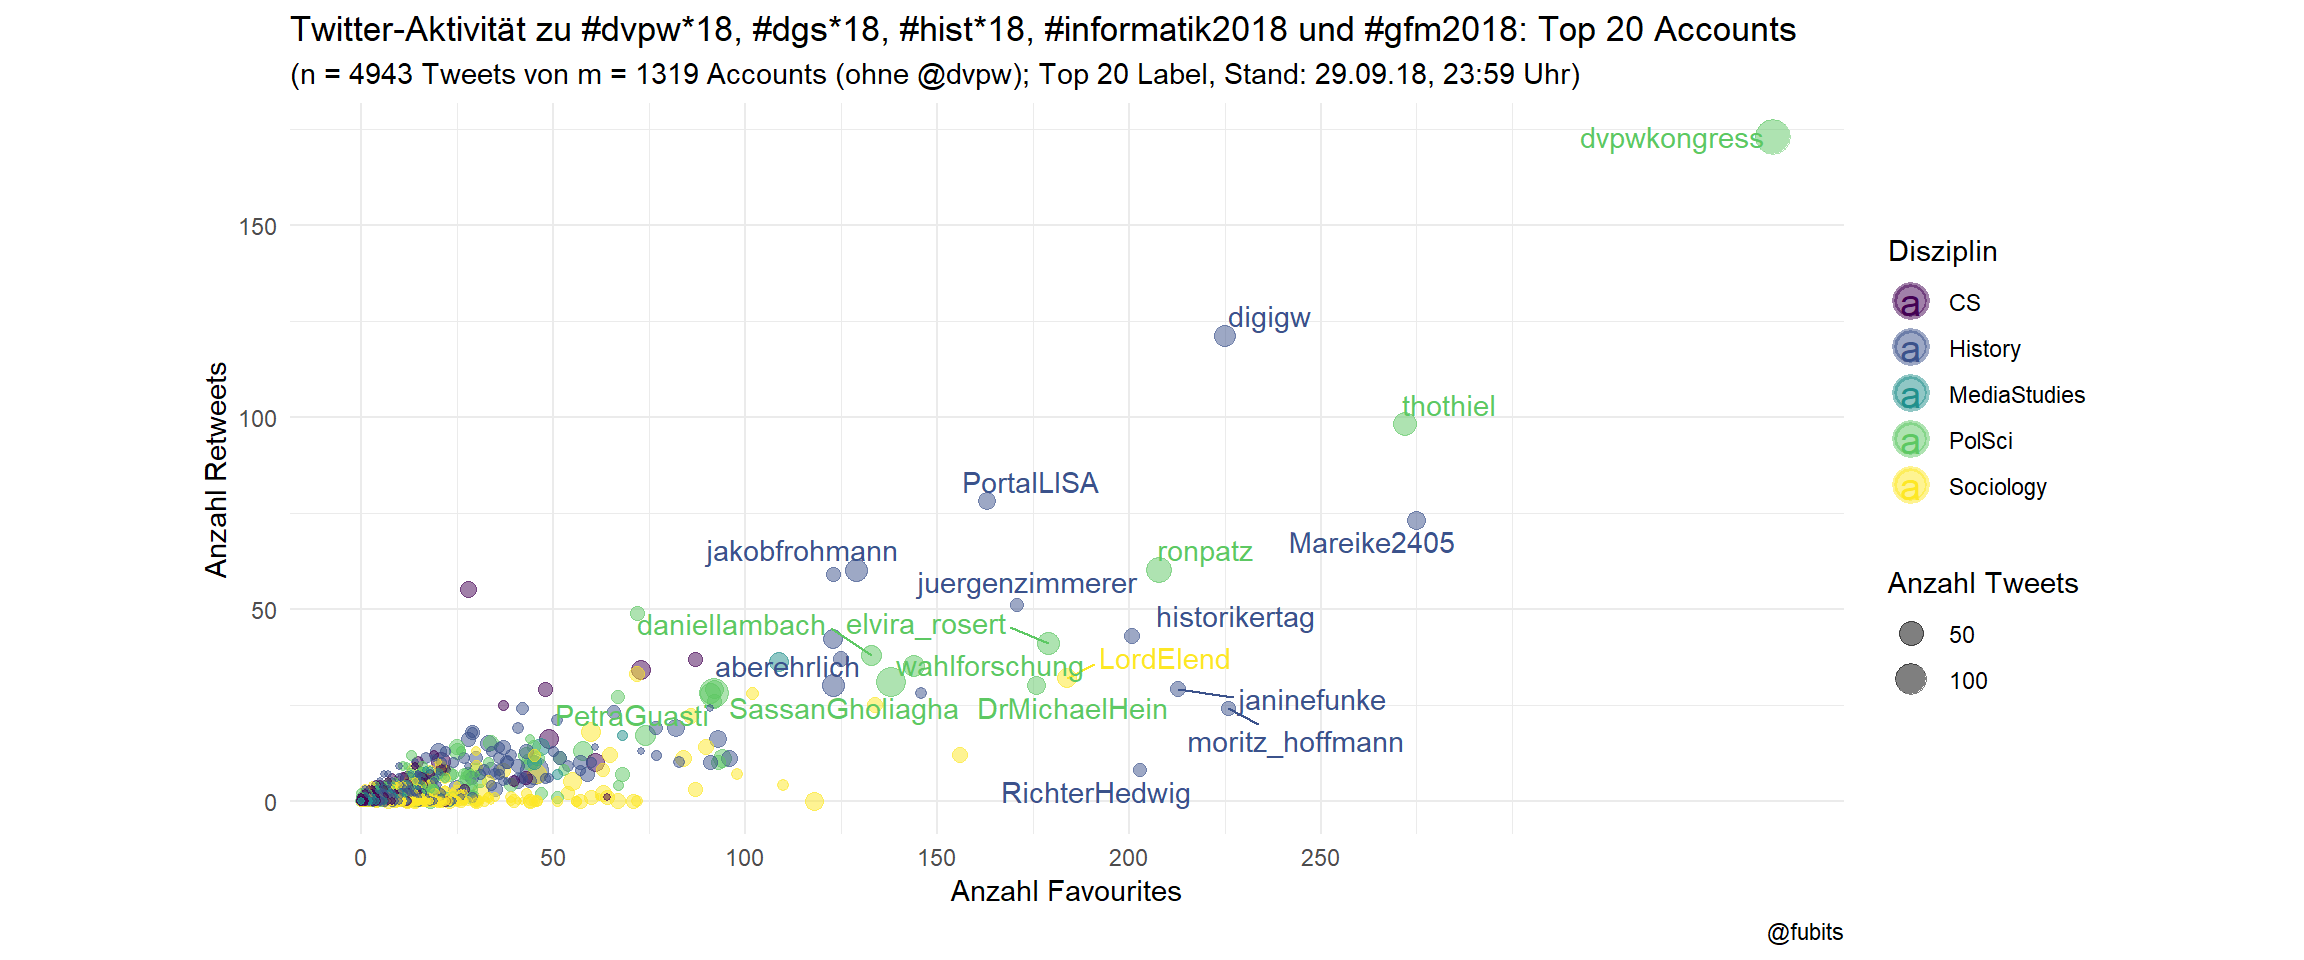 Twitter-Aktivität zu #dvpw*18, #dgs*18, #hist*18, #informatik2018 und #gfm2018: Top 20 Accounts
(n = 4943 Tweets von m = 1319 Accounts (ohne @dvpw); Top 20 Label, Stand: 29.09.18, 23:59 Uhr)
dvpwkongress
150
digigw
100
thothiel
PortalLISA
Mareike2405
jakobfrohmann
ronpatz
juergenzimmerer
50
historikertag
daniellambach
elvira_rosert
aberehrlich
wahlforschung
LordElend
janinefunke
PetraGuasti
SassanGholiagha
DrMichaelHein
moritz_hoffmann
RichterHedwig
0
Anzahl Retweets
0
50
100
150
200
250
Anzahl Favourites
Disziplin
a CS
a History
a MediaStudies
a PolSci
a Sociology
Anzahl Tweets
50
100
@fubits